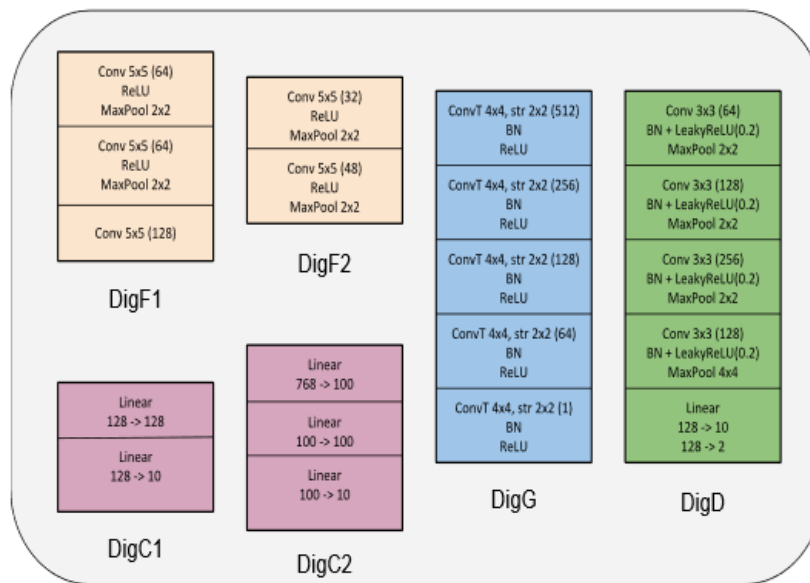 Conv 5x5 (64)
ReLU
MaxPool 2x2
Conv 5x5 (64)
ReLU
MaxPool 2x2
Conv 5x5 (128)
DigF1
Conv 5x5 (32)
ReLU
MaxPool 2x2
Conv 5x5 (48)
ReLU
MaxPool 2x2
DigF2
Linear
128 -> 128
Linear
128 -> 10
DigC1
Linear
768 -> 100
Linear
100 -> 100
Linear
100 -> 10
DigC2
ConvT 4x4, str 2x2 (512)
BN
ReLU
ConvT 4x4, str 2x2 (256)
BN
ReLU
ConvT 4x4, str 2x2 (128)
BN
ReLU
ConvT 4x4, str 2x2 (64)
BN
ReLU
ConvT 4x4, str 2x2 (1)
BN
ReLU
DigG
Conv 3x3 (64)
BN + LeakyReLU(0.2)
MaxPool 2x2
Conv 3x3 (128)
BN + LeakyReLU(0.2)
MaxPool 2x2
Conv 3x3 (256)
BN + LeakyReLU(0.2)
MaxPool 2x2
Conv 3x3 (128)
BN + LeakyReLU(0.2)
MaxPool 4x4
Linear
128 -> 10
128 -> 2
DigD